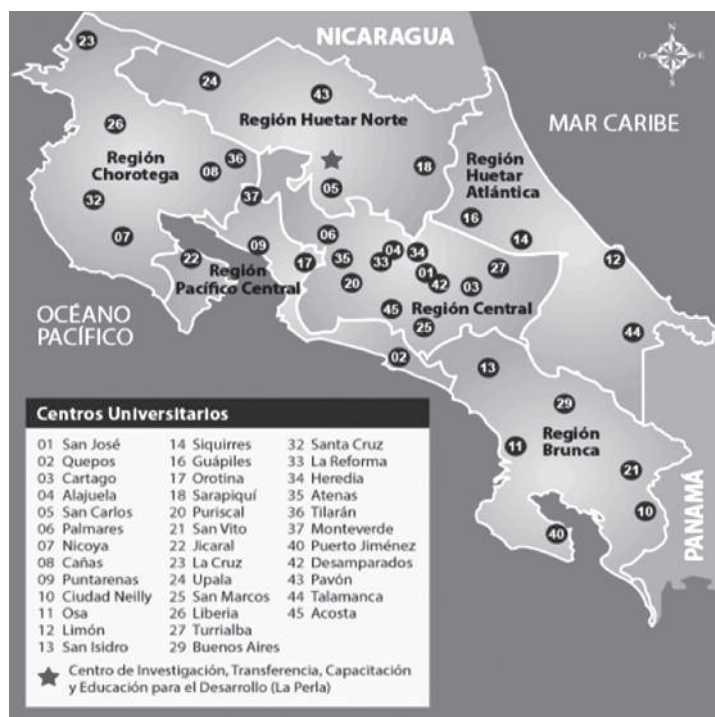 NICARAGUA
N
O E
S
MAR CARIBE
23
24
43
Región Huetar Norte
26
Región
Chorotega
36
08
18
Región
Huetar
Atlántica
05
37
32
16
07
06
14
09
22
Región
Pacífico Central
17
35
04
33
34
01
42
27
03
12
20
45
Región Central
25
44
OCÉANO
PACÍFICO
02
13
29
11
Región
Brunca
21
10
40
PANAMÁ
Centros Universitarios
01 San José
02 Quepos
03 Cartago
04 Alajuela
05 San Carlos
06 Palmares
07 Nicoya
08 Cañas
09 Puntarenas
10 Ciudad Neilly
11 Osa
12 Limón
13 San Isidro
14 Siquirres
16 Guápiles
17 Orotina
18 Sarapiquí
20 Puriscal
21 San Vito
22 Jicaral
23 La Cruz
24 Upala
25 San Marcos
26 Liberia
27 Turrialba
29 Buenos Aires
32 Santa Cruz
33 La Reforma
34 Heredia
35 Atenas
36 Tilarán
37 Monteverde
40 Puerto Jiménez
42 Desamparados
43 Pavón
44 Talamanca
45 Acosta
Centro de Investigación, Transferencia, Capacitación
y Educación para el Desarrollo (La Perla)